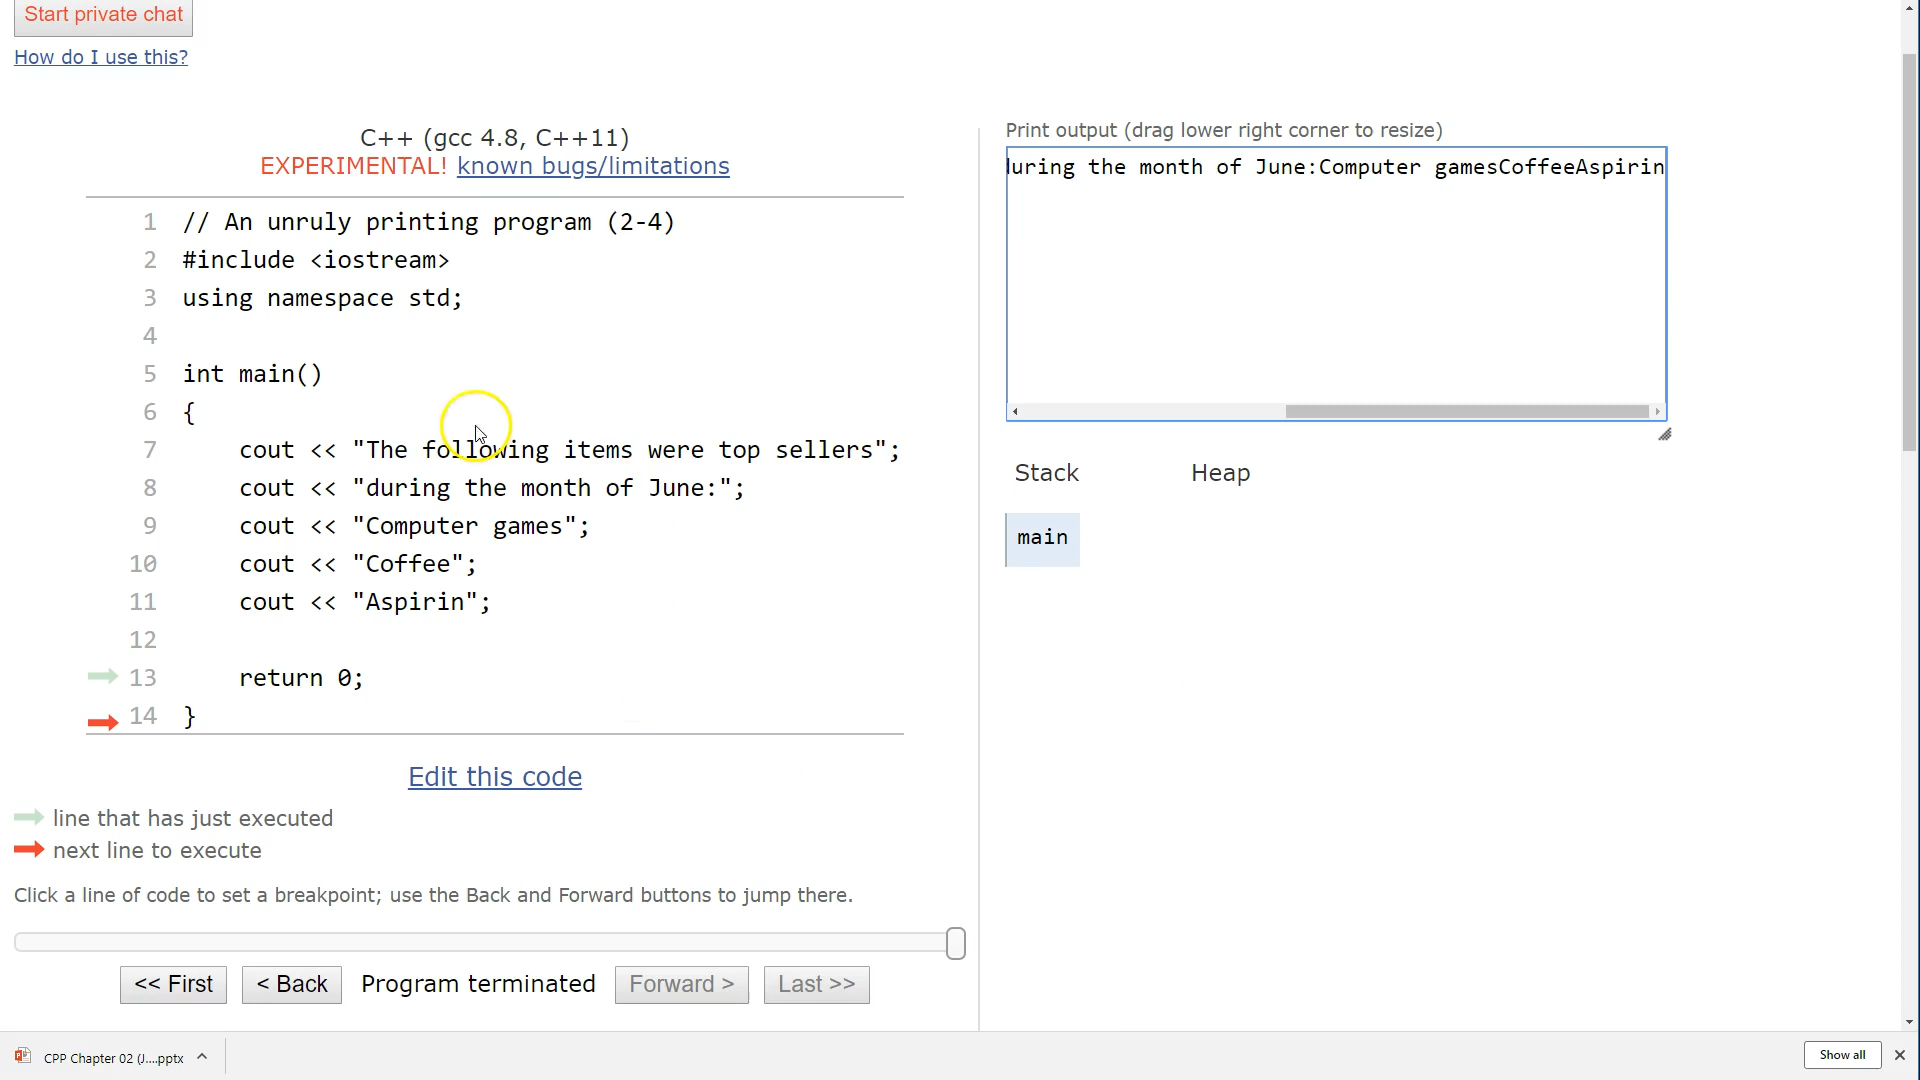 Start private chat
How do I use this?
C++ (gcc 4.8, C++11)
EXPERIMENTAL! known bugs/limitations
1 // An unruly printing program (2-4)
2 #include <iostream>
3 using namespace std;
4
5 int main()
6 {
7     cout << "The following items were top sellers";
8     cout << "during the month of June:";
9     cout << "Computer games";
10     cout << "Coffee";
11     cout << "Aspirin";
12
13     return 0;
14 }
Edit this code
line that has just executed
next line to execute
Click a line of code to set a breakpoint; use the Back and Forward buttons to jump there.
<< First < Back Program terminated Forward > Last >>
Print output (drag lower right corner to resize)
during the month of June:Computer gamesCoffeeAspirin
Stack Heap
main
CPP Chapter 02 (J....pptx
Show all